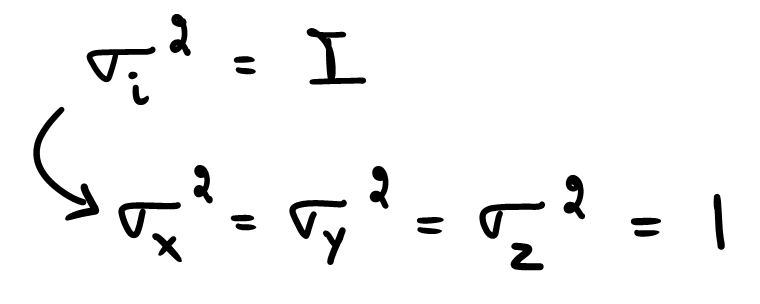 σᵢ² = I
σₓ² = σᵧ² = σ_z² = 1